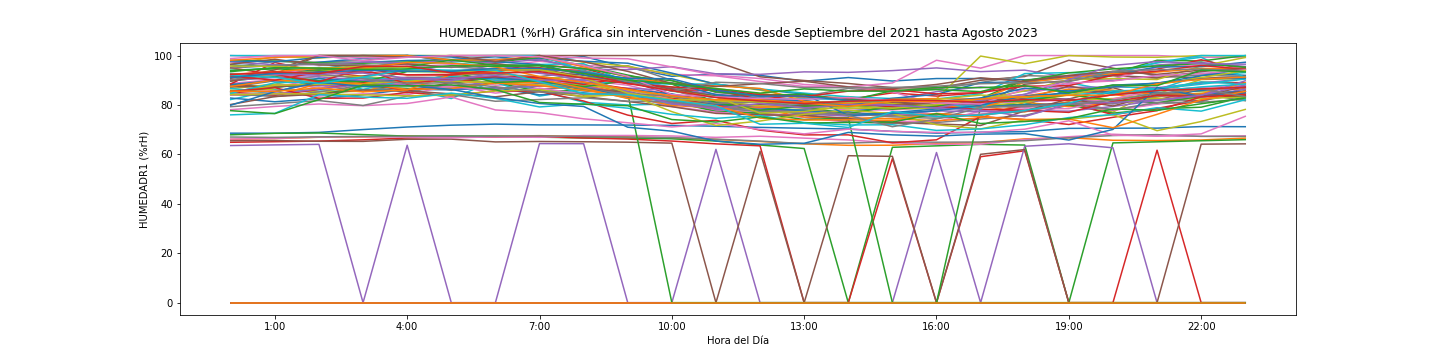 HUMEDADR1 (%rH) Gráfica sin intervención - Lunes desde Septiembre del 2021 hasta Agosto 2023
HUMEDADR1 (%rH)
100
80
60
40
20
0
1:00 4:00 7:00 10:00 13:00 16:00 19:00 22:00
Hora del Día